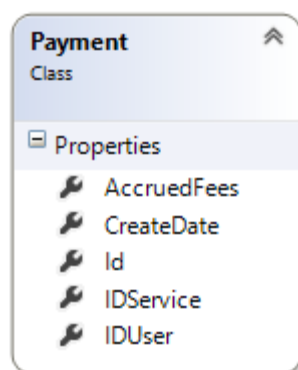 Payment
Class
Properties
AccruedFees
CreateDate
Id
IDService
IDUser